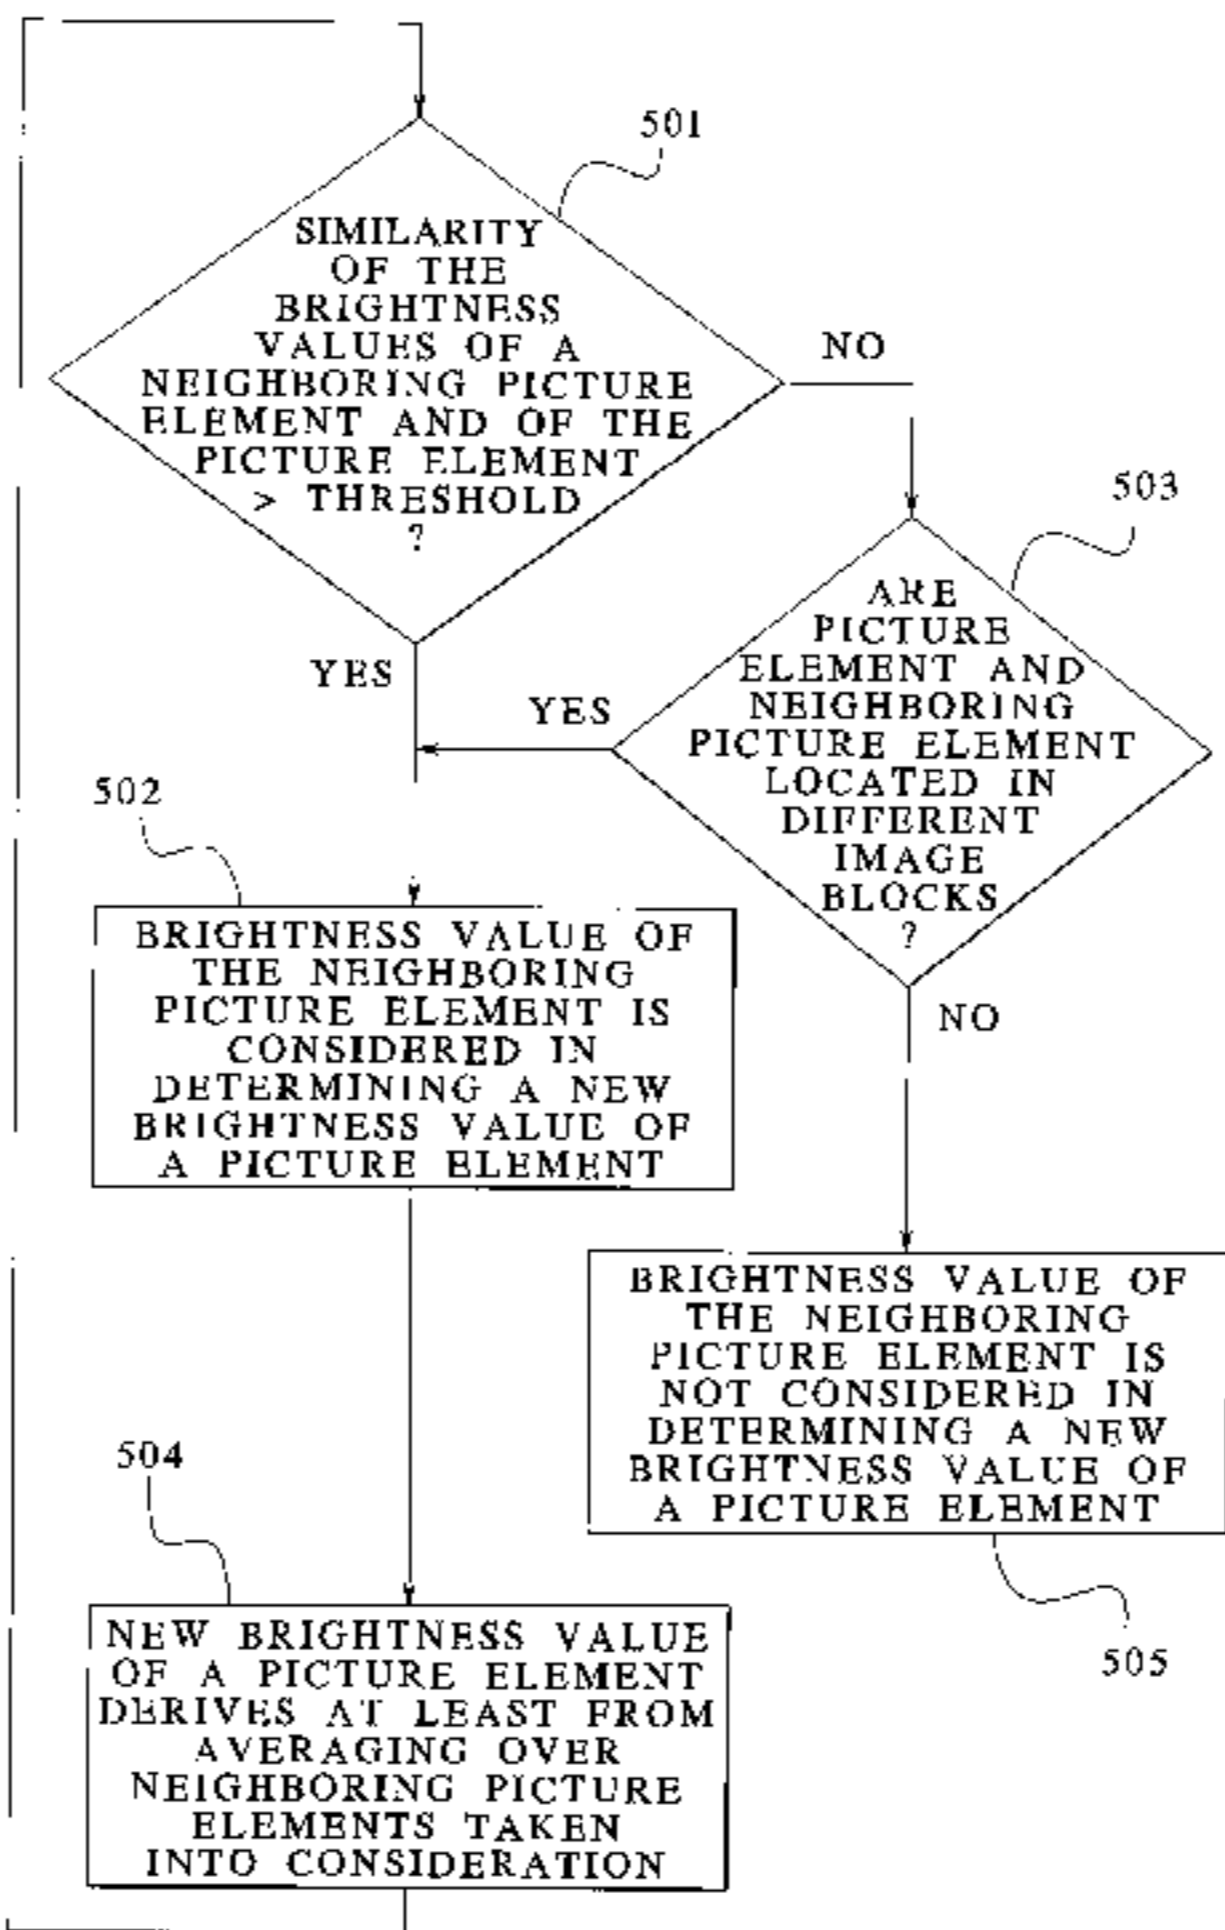 501
SIMILARITY
OF THE
BRIGHTNESS
VALUES OF A
NEIGHBORING PICTURE
ELEMENT AND OF THE
PICTURE ELEMENT
> THRESHOLD
?
NO
YES
503
ARE
PICTURE
ELEMENT AND
NEIGHBORING
PICTURE ELEMENT
LOCATED IN
DIFFERENT
IMAGE
BLOCKS
?
YES
NO
502
BRIGHTNESS VALUE OF
THE NEIGHBORING
PICTURE ELEMENT IS
CONSIDERED IN
DETERMINING A NEW
BRIGHTNESS VALUE OF
A PICTURE ELEMENT
BRIGHTNESS VALUE OF
THE NEIGHBORING
PICTURE ELEMENT IS
NOT CONSIDERED IN
DETERMINING A NEW
BRIGHTNESS VALUE OF
A PICTURE ELEMENT
505
504
NEW BRIGHTNESS VALUE
OF A PICTURE ELEMENT
DERIVES AT LEAST FROM
AVERAGING OVER
NEIGHBORING PICTURE
ELEMENTS TAKEN
INTO CONSIDERATION